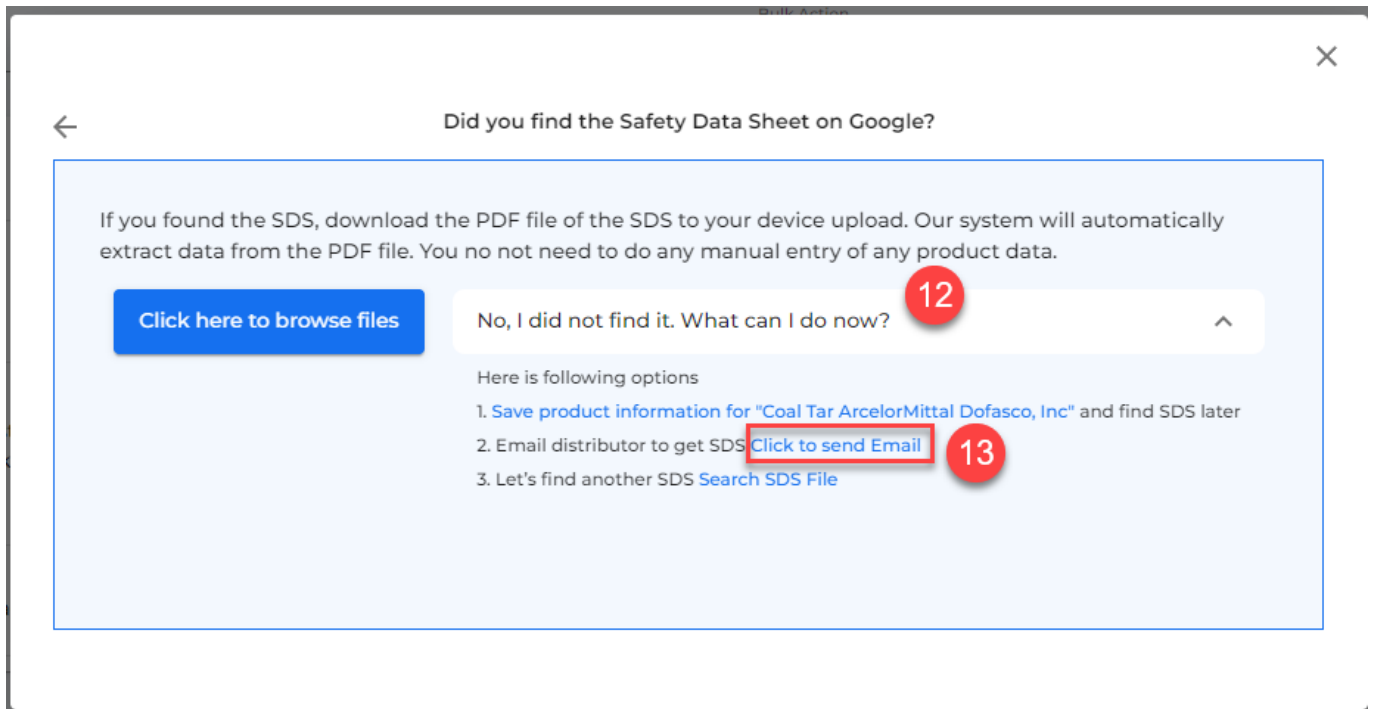 Bulk Action
Did you find the Safety Data Sheet on Google?
If you found the SDS, download the PDF file of the SDS to your device upload. Our system will automatically
extract data from the PDF file. You no not need to do any manual entry of any product data.
12
Click here to browse files
No, I did not find it. What can I do now?
Here is following options
1. Save product information for "Coal Tar ArcelorMittal Dofasco, Inc" and find SDS later
2. Email distributor to get SDS Click to send Email
13
3. Let's find another SDS Search SDS File